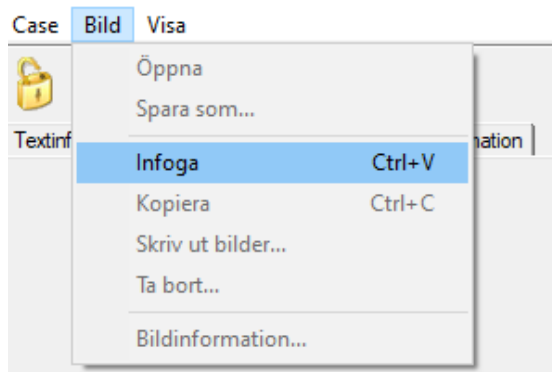 Case Bild Visa
Öppna
Spara som...
Textinf
nation
Infoga Ctrl+V
Kopiera Ctrl+C
Skriv ut bilder...
Ta bort...
Bildinformation...